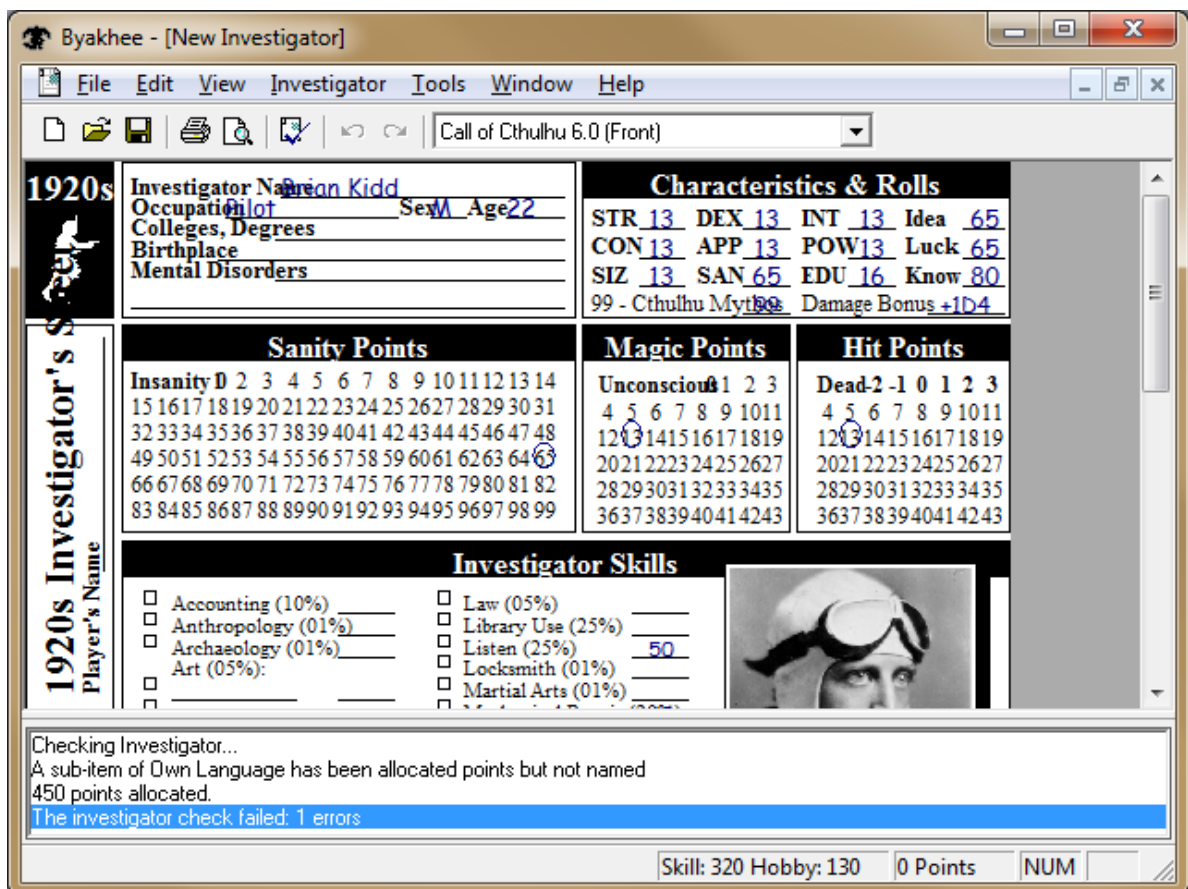 Byakhee - [New Investigator]
File Edit View Investigator Tools Window Help
Call of Cthulhu 6.0 (Front)
1920s
1920s Investigator's S
Player's Name
Investigator Name Brian Kidd
Occupation Pilot Sex M Age 22
Colleges, Degrees
Birthplace
Mental Disorders
Characteristics & Rolls
STR 13 DEX 13 INT 13 Idea 65
CON 13 APP 13 POW 13 Luck 65
SIZ 13 SAN 65 EDU 16 Know 80
99 - Cthulhu Mythos 99 Damage Bonus +1D4
Sanity Points
Insanity 0 1 2 3 4 5 6 7 8 9 10 11 12 13 14
15 16 17 18 19 20 21 22 23 24 25 26 27 28 29 30 31
32 33 34 35 36 37 38 39 40 41 42 43 44 45 46 47 48
49 50 51 52 53 54 55 56 57 58 59 60 61 62 63 64 65
66 67 68 69 70 71 72 73 74 75 76 77 78 79 80 81 82
83 84 85 86 87 88 89 90 91 92 93 94 95 96 97 98 99
Magic Points
Unconscious 0 1 2 3
4 5 6 7 8 9 10 11
12 13 14 15 16 17 18 19
20 21 22 23 24 25 26 27
28 29 30 31 32 33 34 35
36 37 38 39 40 41 42 43
Hit Points
Dead -2 -1 0 1 2 3
4 5 6 7 8 9 10 11
12 13 14 15 16 17 18 19
20 21 22 23 24 25 26 27
28 29 30 31 32 33 34 35
36 37 38 39 40 41 42 43
Investigator Skills
Accounting (10%)
Anthropology (01%)
Archaeology (01%)
Art (05%):
Law (05%)
Library Use (25%)
Listen (25%) 50
Locksmith (01%)
Martial Arts (01%)
Checking Investigator...
A sub-item of Own Language has been allocated points but not named
450 points allocated.
The investigator check failed: 1 errors
Skill: 320 Hobby: 130 0 Points NUM